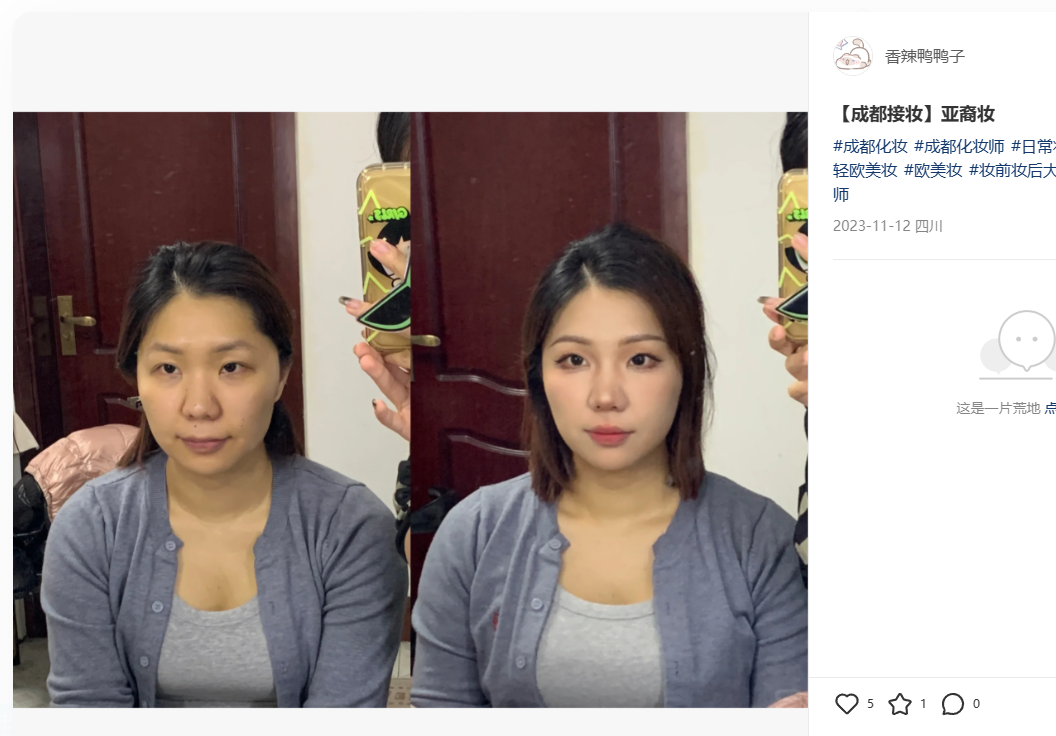 香辣鸭鸭子
【成都接妆】亚裔妆
#成都化妆 #成都化妆师 #日常
轻欧美妆 #欧美妆 #妆前妆后大
师
2023-11-12 四川
GIRLS.
这是一片荒地 点
5 1 0